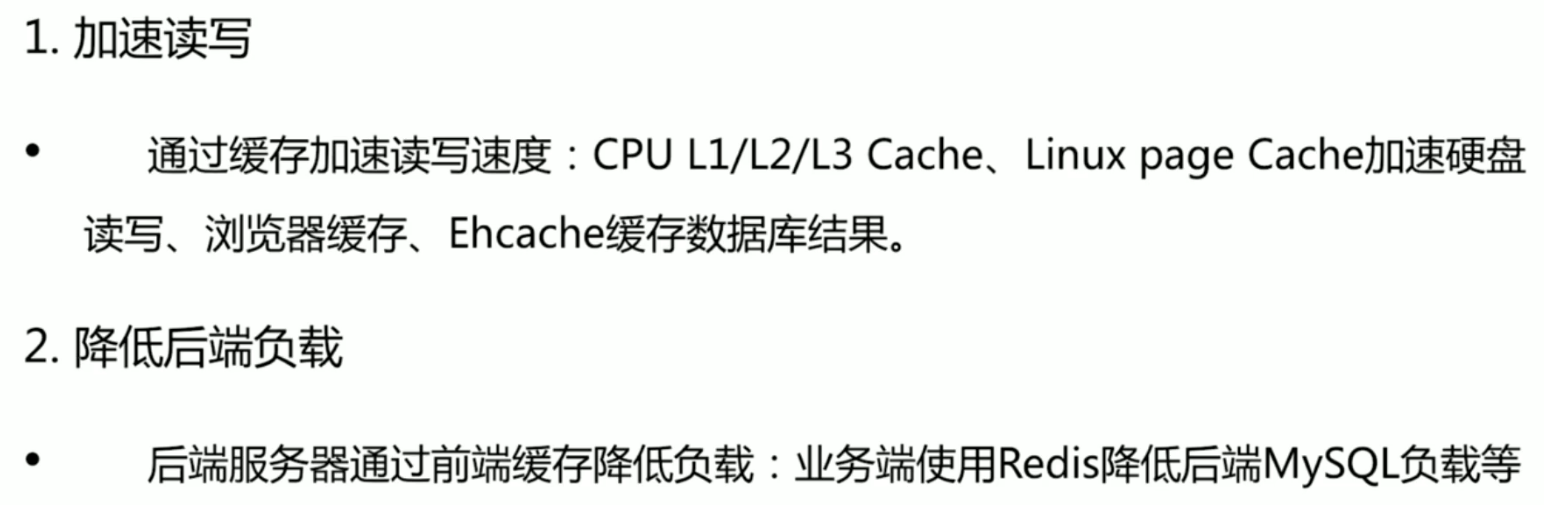 1. 加速读写
• 通过缓存加速读写速度：CPU L1/L2/L3 Cache、Linux page Cache加速硬盘
读写、浏览器缓存、Ehcache缓存数据库结果。
2. 降低后端负载
• 后端服务器通过前端缓存降低负载：业务端使用Redis降低后端MySQL负载等